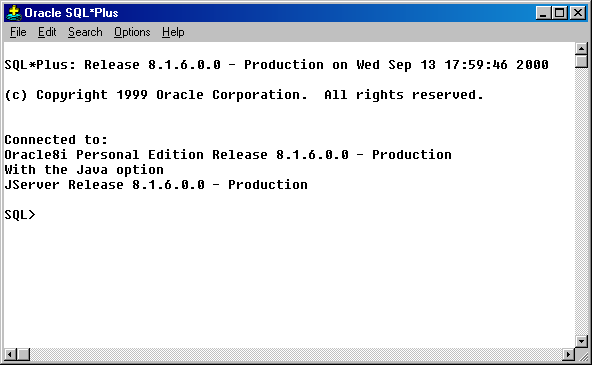 Oracle SQL*Plus
File Edit Search Options Help
SQL*Plus: Release 8.1.6.0.0 - Production on Wed Sep 13 17:59:46 2000
(c) Copyright 1999 Oracle Corporation.  All rights reserved.
Connected to:
Oracle8i Personal Edition Release 8.1.6.0.0 - Production
With the Java option
JServer Release 8.1.6.0.0 - Production
SQL>